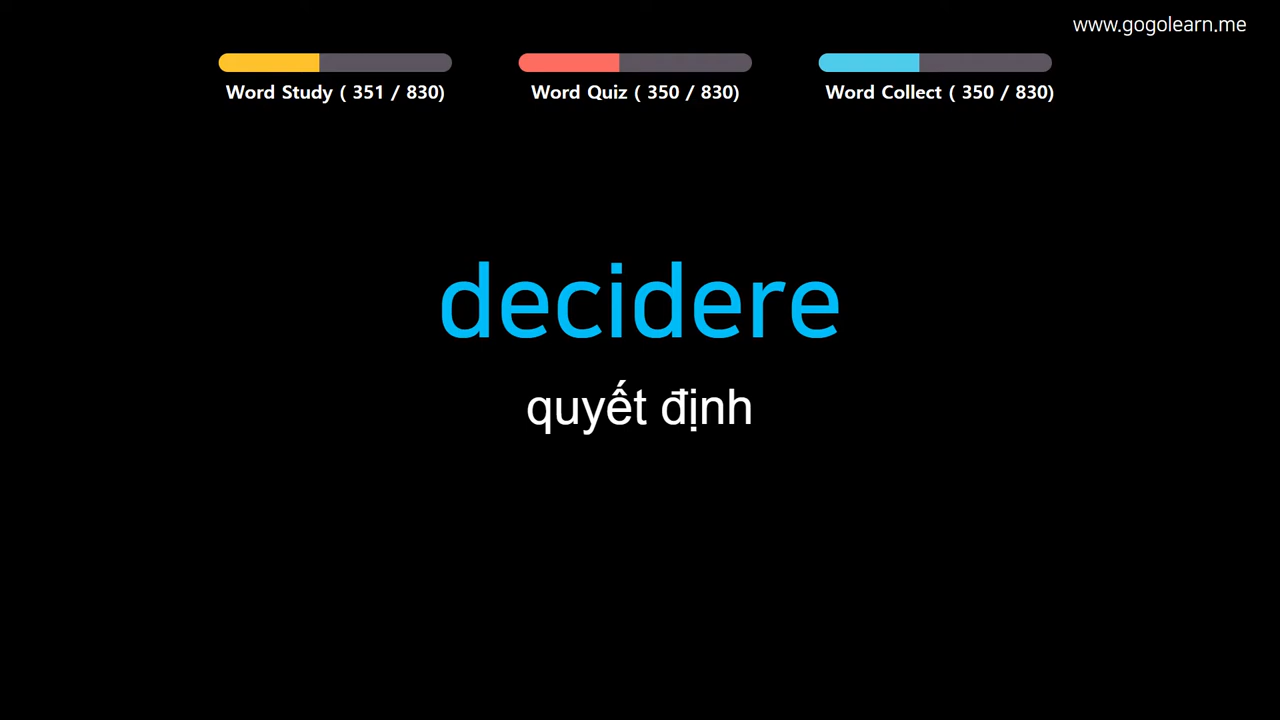 www.gogolearn.me
Word Study ( 351 / 830)
Word Quiz ( 350 / 830)
Word Collect ( 350 / 830)
decidere
quyết định